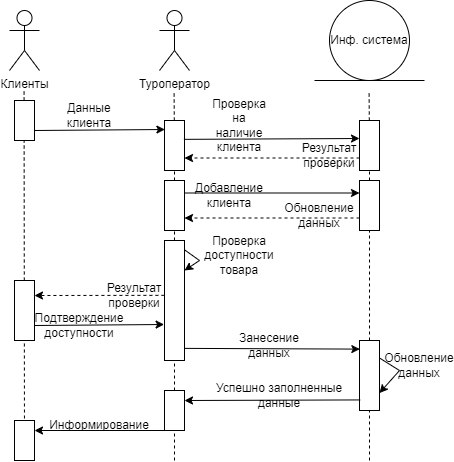 Клиенты
Туроператор
Инф. система
Данные
клиента
Проверка
на
наличие
клиента
Результат
проверки
Добавление
клиента
Обновление
данных
Проверка
доступности
товара
Результат
проверки
Подтверждение
доступности
Занесение
данных
Обновление
данных
Успешно заполненные
данные
Информирование